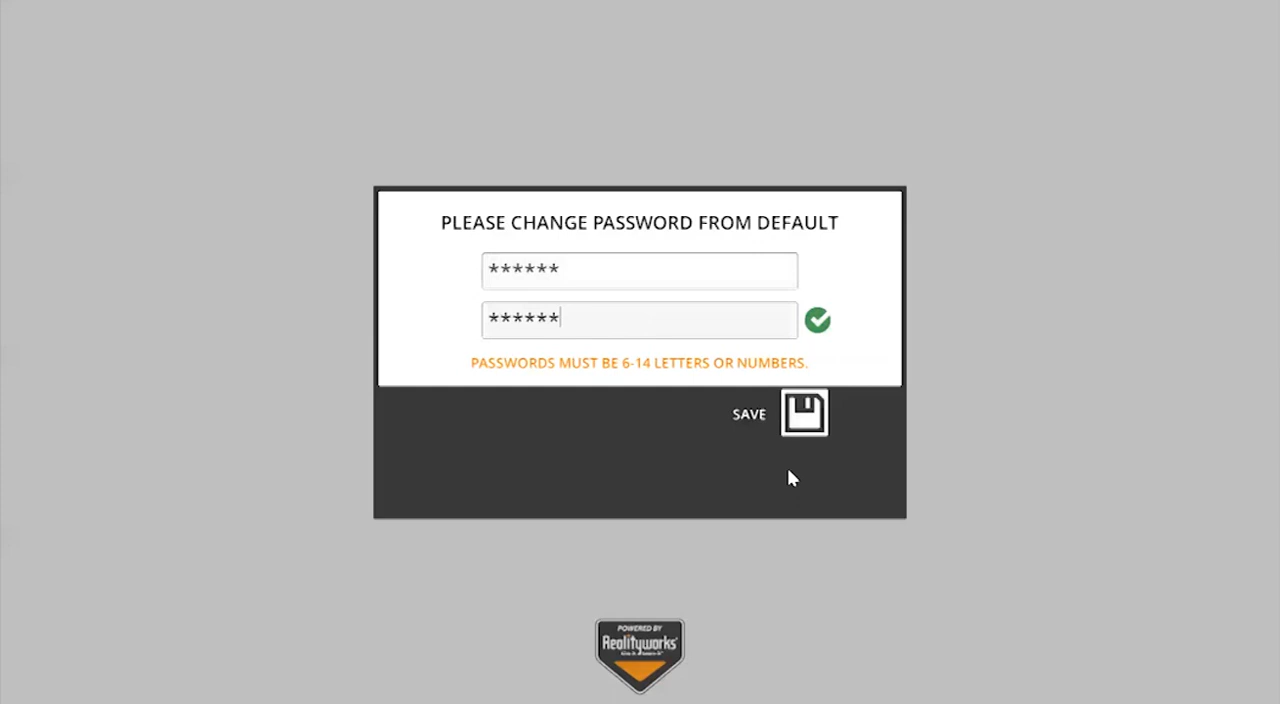 PLEASE CHANGE PASSWORD FROM DEFAULT
******
******
PASSWORDS MUST BE 6-14 LETTERS OR NUMBERS.
SAVE
POWERED BY
Realityworks